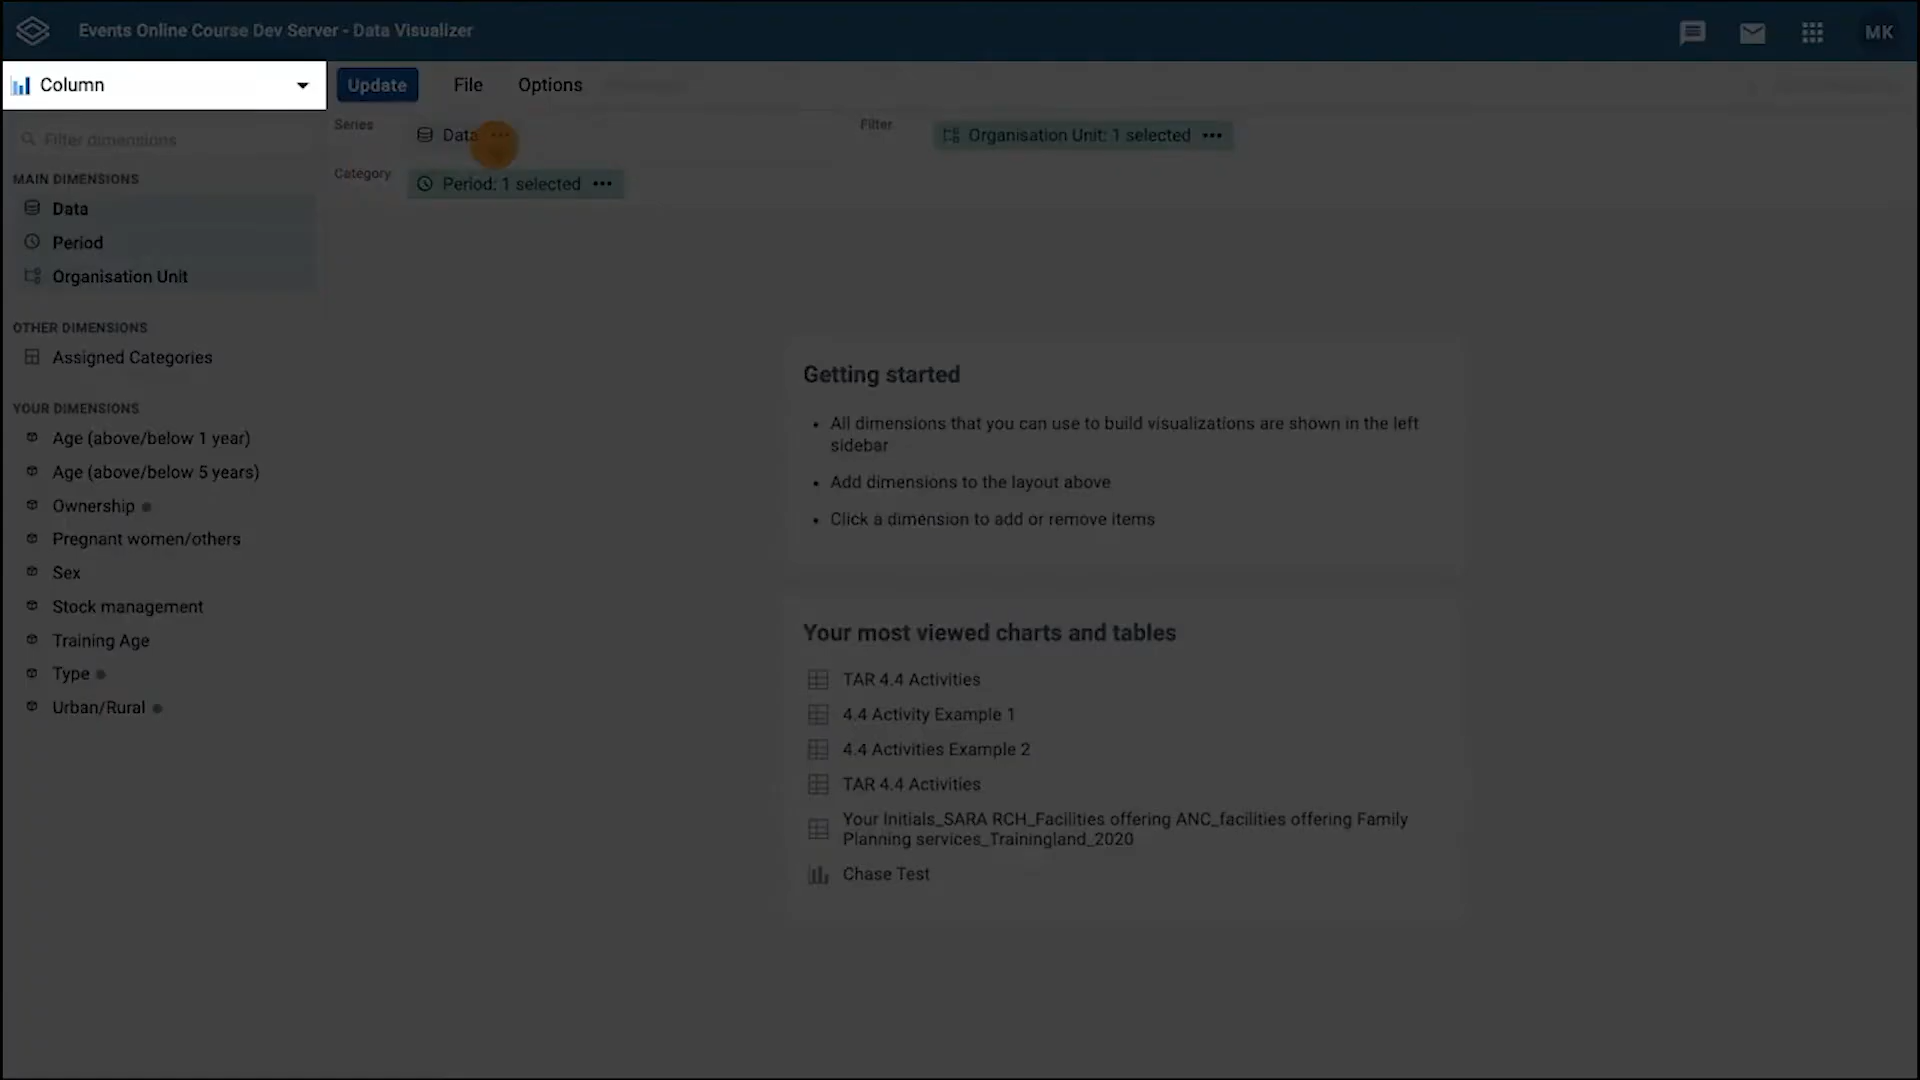 Events Online Course Dev Server - Data Visualizer
MK
Column
Update
File
Options
Series
Data
Filter
Organisation Unit: 1 selected
Category
Period: 1 selected
Filter dimensions
MAIN DIMENSIONS
Data
Period
Organisation Unit
OTHER DIMENSIONS
Assigned Categories
YOUR DIMENSIONS
Age (above/below 1 year)
Age (above/below 5 years)
Ownership
Pregnant women/others
Sex
Stock management
Training Age
Type
Urban/Rural
Getting started
All dimensions that you can use to build visualizations are shown in the left
sidebar
Add dimensions to the layout above
Click a dimension to add or remove items
Your most viewed charts and tables
TAR 4.4 Activities
4.4 Activity Example 1
4.4 Activities Example 2
TAR 4.4 Activities
Your Initials_SARA RCH_Facilities offering ANC_facilities offering Family
Planning services_Trainingland_2020
Chase Test